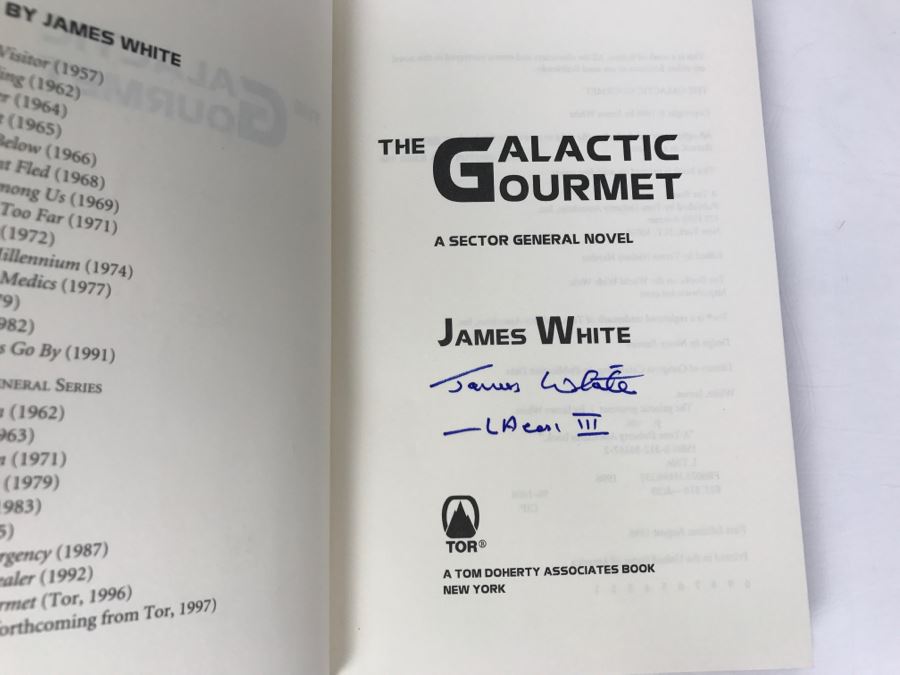 BY JAMES WHITE
Visitor (1957)
(1962)
(1964)
(1965)
Below (1966)
Fled (1968)
mong Us (1969)
Too Far (1971)
(1972)
Millennium (1974)
Medics (1977)
79)
982)
s Go By (1991)
ENERAL SERIES
(1962)
963)
(1971)
(1979)
983)
5)
rgency (1987)
ealer (1992)
rmet (Tor, 1996)
orthcoming from Tor, 1997)
THE GALACTIC
GOURMET
A SECTOR GENERAL NOVEL
JAMES WHITE
James White
— LAcon III
TOR®
A TOM DOHERTY ASSOCIATES BOOK
NEW YORK